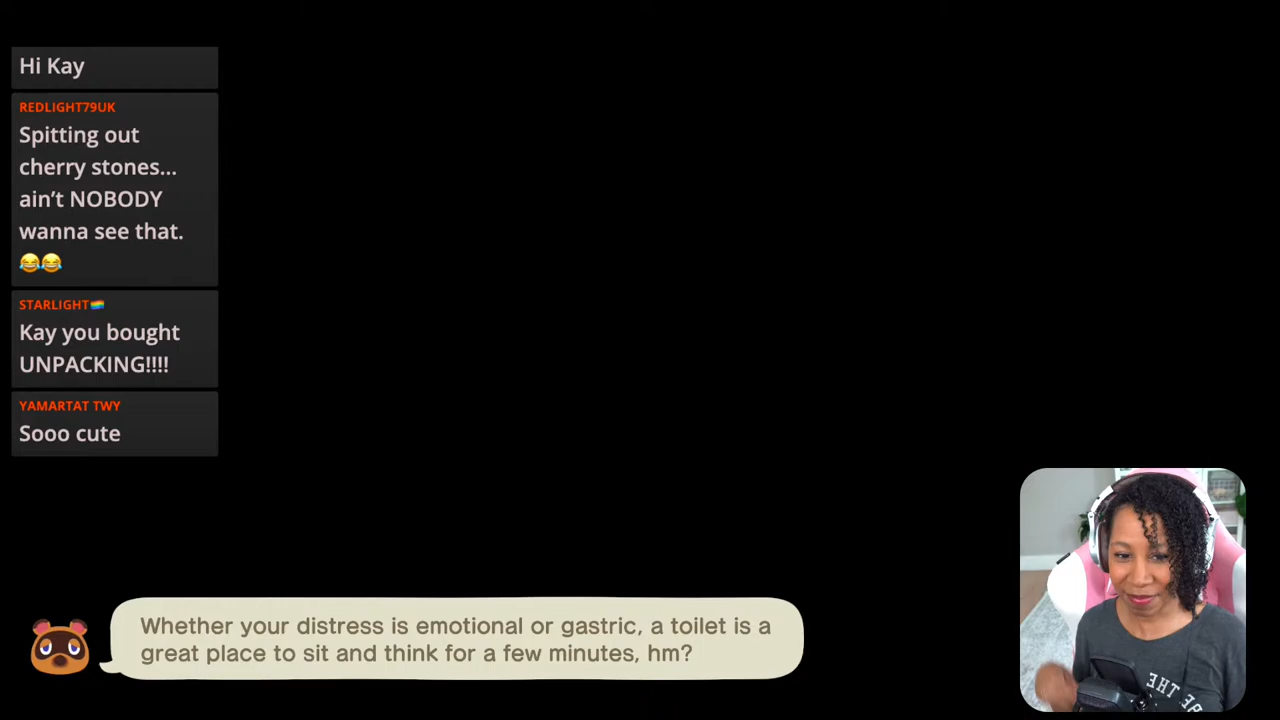 Hi Kay
REDLIGHT79UK
Spitting out
cherry stones...
ain't NOBODY
wanna see that.
😂😂
STARLIGHT🏳️‍🌈
Kay you bought
UNPACKING!!!!
YAMARTAT TWY
Sooo cute
Whether your distress is emotional or gastric, a toilet is a
great place to sit and think for a few minutes, hm?
THE